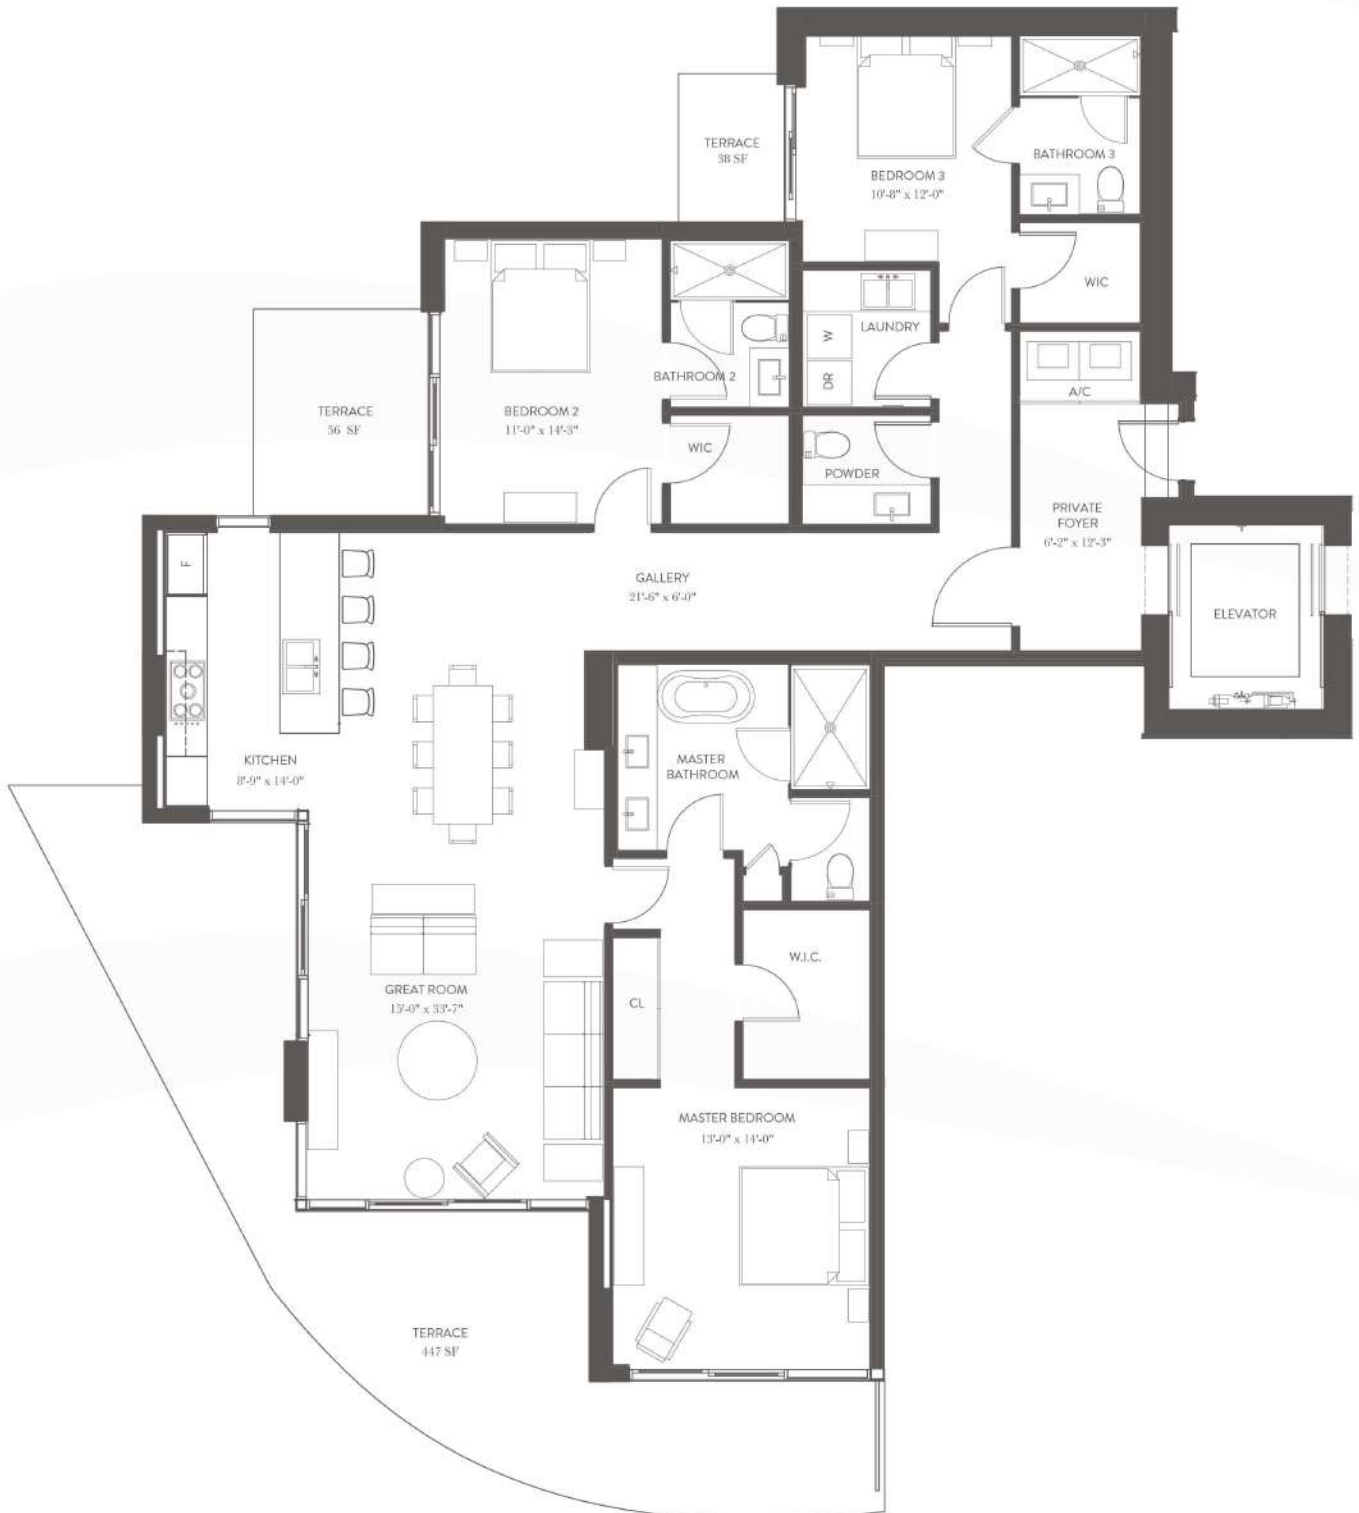 TERRACE
38 SF
BEDROOM 3
10'-8" x 12'-0"
BATHROOM 3
WIC
LAUNDRY
W
DR
A/C
BATHROOM 2
TERRACE
56 SF
BEDROOM 2
11'-0" x 14'-3"
WIC
POWDER
PRIVATE
FOYER
6'-2" x 12'-3"
F
GALLERY
21'-6" x 6'-0"
ELEVATOR
KITCHEN
8'-9" x 14'-0"
MASTER
BATHROOM
GREAT ROOM
15'-0" x 33'-7"
CL
W.I.C.
MASTER BEDROOM
13'-0" x 14'-0"
TERRACE
447 SF